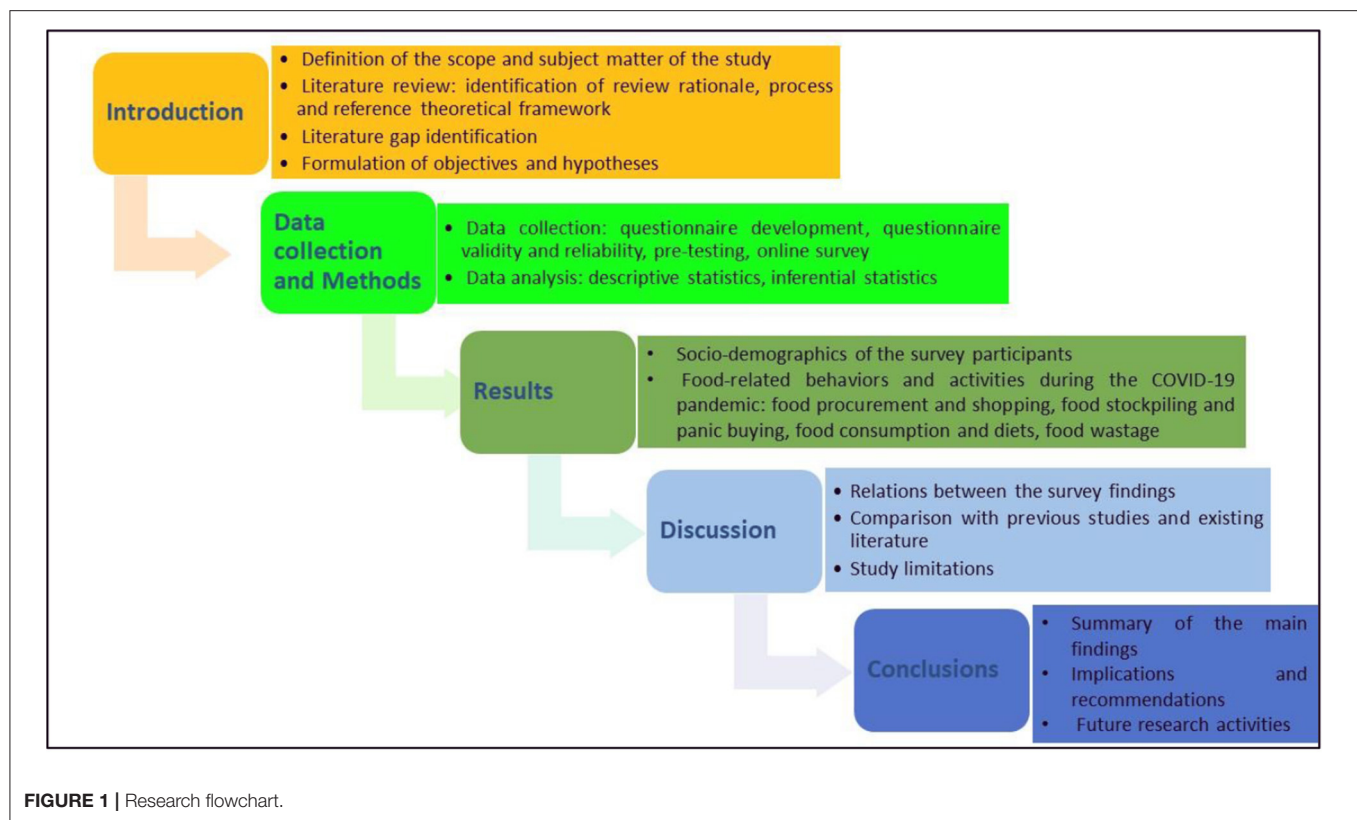 Introduction
• Definition of the scope and subject matter of the study
• Literature review: identification of review rationale, process
and reference theoretical framework
• Literature gap identification
• Formulation of objectives and hypotheses
Data
collection
and Methods
• Data collection: questionnaire development, questionnaire
validity and reliability, pre-testing, online survey
• Data analysis: descriptive statistics, inferential statistics
Results
• Socio-demographics of the survey participants
• Food-related behaviors and activities during the COVID-19
pandemic: food procurement and shopping, food stockpiling and
panic buying, food consumption and diets, food wastage
Discussion
• Relations between the survey findings
• Comparison with previous studies and existing
literature
• Study limitations
Conclusions
• Summary of the main
findings
• Implications and
recommendations
• Future research activities
FIGURE 1 | Research flowchart.